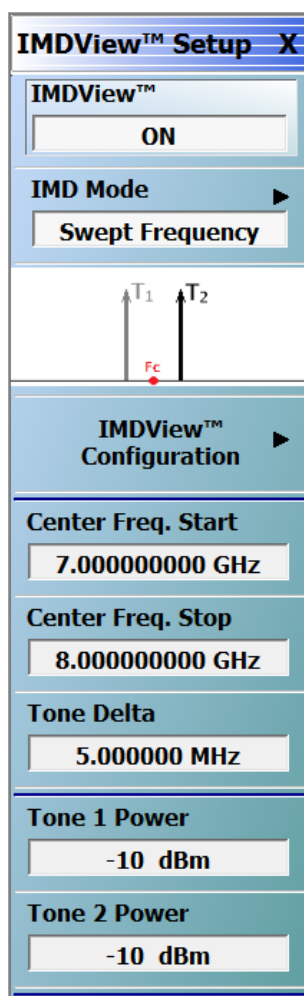 IMDView™ Setup X
IMDView™
ON
IMD Mode
Swept Frequency
T1 T2
Fc
IMDView™
Configuration
Center Freq. Start
7.000000000 GHz
Center Freq. Stop
8.000000000 GHz
Tone Delta
5.000000 MHz
Tone 1 Power
-10 dBm
Tone 2 Power
-10 dBm